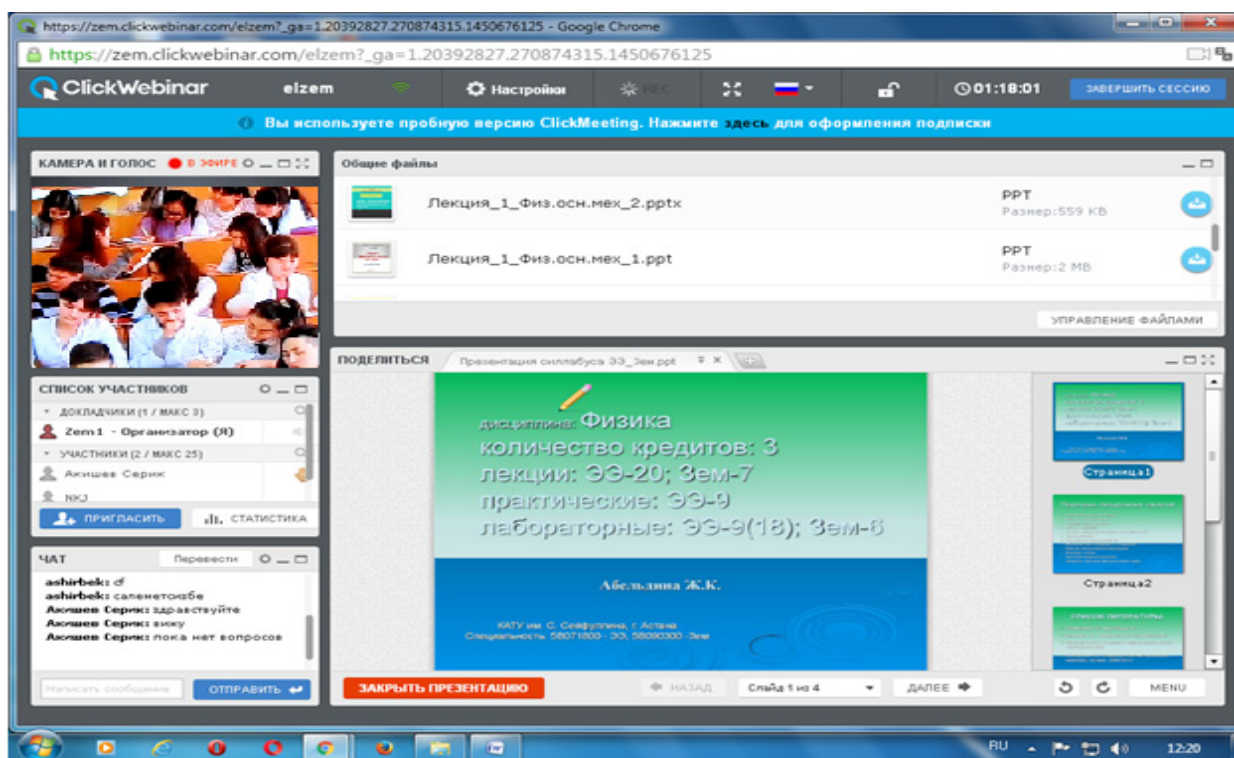 https://zem.clickwebinar.com/elzem?_ga=1.20392827.270874315.1450676125 - Google Chrome
https://zem.clickwebinar.com/elzem?_ga=1.20392827.270874315.1450676125
ClickWebinar elzem Настройки REC 01:18:01 ЗАВЕРШИТЬ СЕССИЮ
Вы используете пробную версию ClickMeeting. Нажмите здесь для оформления подписки
КАМЕРА И ГОЛОС В ЭФИРЕ
Общие файлы
Лекция_1_Физ.осн.мех_2.pptx
PPT
Размер:559 KB
Лекция_1_Физ.осн.мех_1.ppt
PPT
Размер:2 MB
УПРАВЛЕНИЕ ФАЙЛАМИ
СПИСОК УЧАСТНИКОВ
ДОКЛАДЧИКИ (1 / МАКС 3)
Zem1 - Организатор (Я)
УЧАСТНИКИ (2 / МАКС 25)
Акишев Серик
NKJ
ПРИГЛАСИТЬ СТАТИСТИКА
ЧАТ Перевести
ashirbek: cf
ashirbek: саленетсизбе
Акишев Серик: здравствуйте
Акишев Серик: вижу
Акишев Серик: пока нет вопросов
Написать сообщение ОТПРАВИТЬ
ПОДЕЛИТЬСЯ Презентация силлабуса ЭЭ_Зем.ppt
дисциплина: Физика
количество кредитов: 3
лекции: ЭЭ-20; Зем-7
практические: ЭЭ-9
лабораторные: ЭЭ-9(18); Зем-6
Абельдина Ж.К.
КАТУ им. С. Сейфуллина, г. Астана
Специальность: 5В071800 - ЭЭ, 5В090300 -Зем
Страница1
Страница2
СПИСОК ЛИТЕРАТУРЫ
ЗАКРЫТЬ ПРЕЗЕНТАЦИЮ НАЗАД Слайд 1 из 4 ДАЛЕЕ MENU
RU 12:20